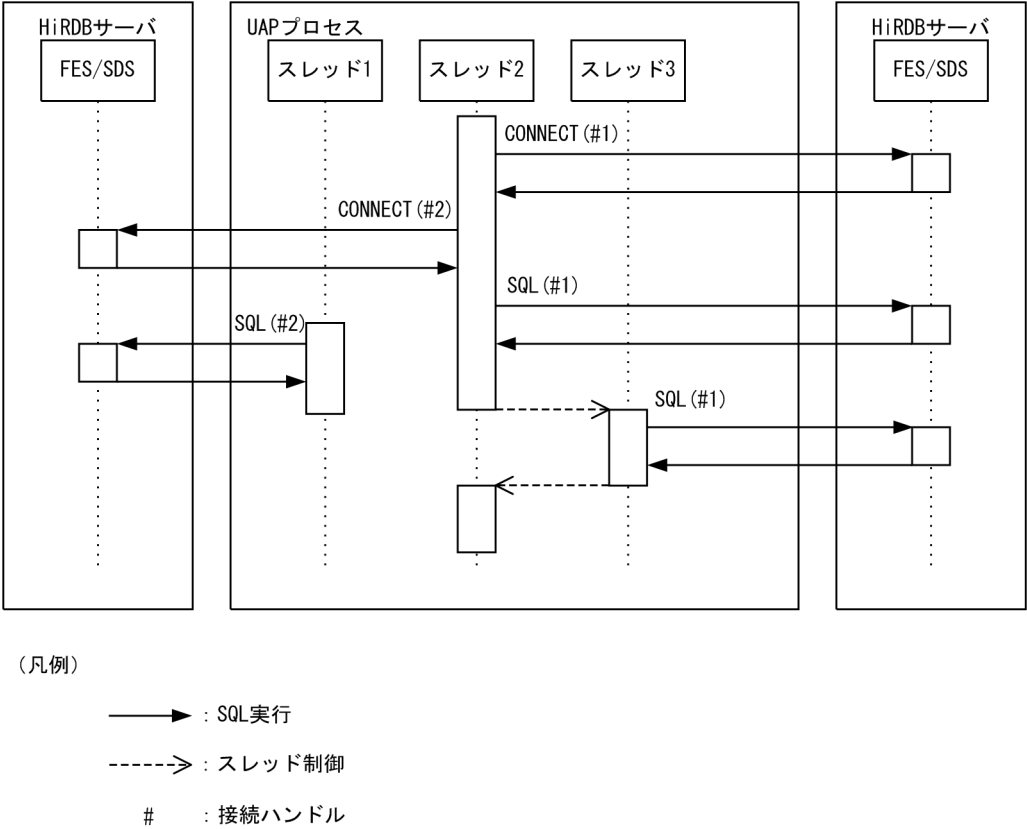 HiRDBサーバ
UAPプロセス
HiRDBサーバ
FES/SDS
スレッド1
スレッド2
スレッド3
FES/SDS
CONNECT(#1)
CONNECT(#2)
SQL(#1)
SQL(#2)
SQL(#1)
(凡例)
:SQL実行
:スレッド制御
# :接続ハンドル